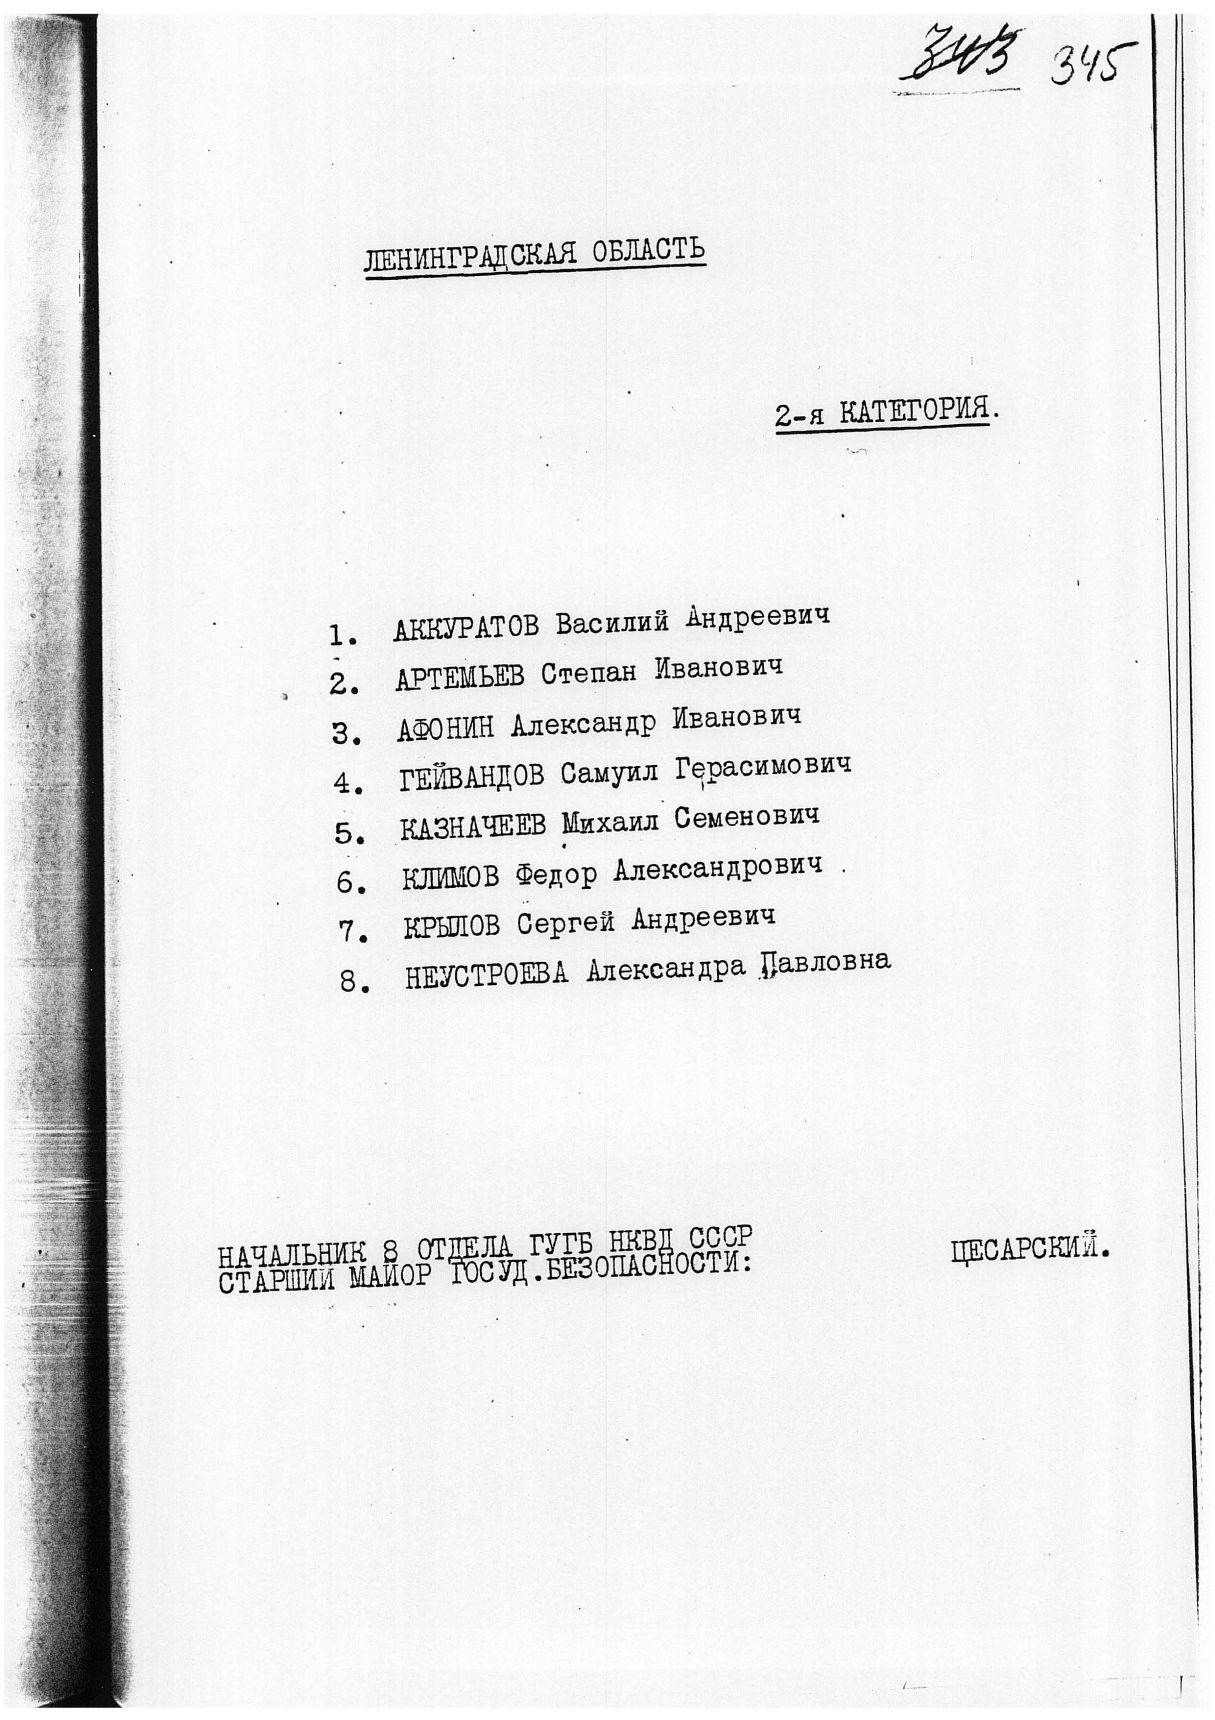 343 345
ЛЕНИНГРАДСКАЯ ОБЛАСТЬ
2-я КАТЕГОРИЯ.
1. АККУРАТОВ Василий Андреевич
2. АРТЕМЬЕВ Степан Иванович
3. АФОНИН Александр Иванович
4. ГЕЙВАНДОВ Самуил Герасимович
5. КАЗНАЧЕЕВ Михаил Семенович
6. КЛИМОВ Федор Александрович
7. КРЫЛОВ Сергей Андреевич
8. НЕУСТРОЕВА Александра Павловна
НАЧАЛЬНИК 8 ОТДЕЛА ГУГБ НКВД СССР
СТАРШИЙ МАЙОР ГОСУД.БЕЗОПАСНОСТИ: ЦЕСАРСКИЙ.